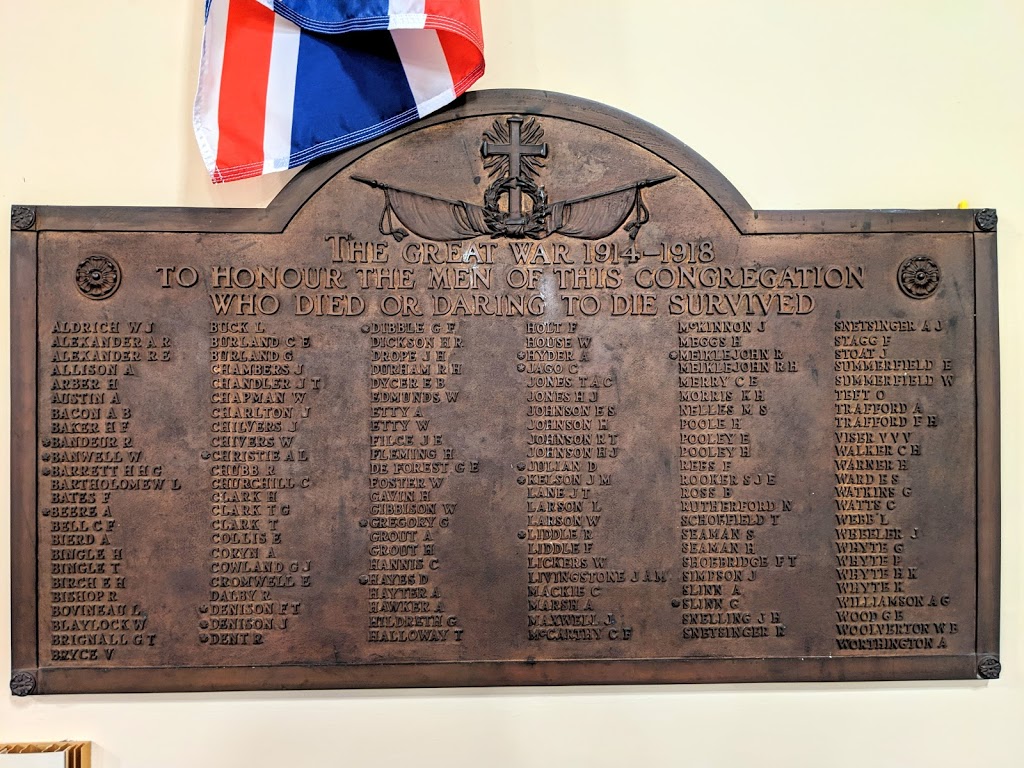 THE GREAT WAR 1914–1918
TO HONOUR THE MEN OF THIS CONGREGATION
WHO DIED OR DARING TO DIE SURVIVED
ALDRICH W J
ALEXANDER A R
ALEXANDER R E
ALLISON A
ARBER H
AUSTIN A
BACON A B
BAKER H F
BANDEUR R
BANWELL W
BARRETT H H G
BARTHOLOMEW L
BATES F
BEERE A
BELL C F
BIERD A
BINGLE H
BINGLE T
BIRCH E H
BISHOP R
BOVINEAU L
BLAYLOCK W
BRIGNALL G T
BRYCE V
BUCK L
BURLAND C E
BURLAND G
CHAMBERS J
CHANDLER J T
CHAPMAN W
CHARLTON J
CHILVERS J
CHIVERS W
CHRISTIE A L
CHUBB R
CHURCHILL C
CLARK H
CLARK T G
CLARK T
COLLIS E
CORYN A
COWLAND G J
CROMWELL E
DALBY R
DENISON F T
DENISON J
DENT R
DIBBLE G F
DICKSON H R
DROPE J H
DURHAM R H
DYCER E B
EDMUNDS W
ETTY A
ETTY W
FILCE J E
FLEMING H
DE FOREST G E
FOSTER W
GAVIN H
GIBBISON W
GREGORY G
GROUT A
GROUT H
HANNIS C
HAYES D
HAYTER A
HAWKER A
HILDRETH G
HALLOWAY T
HOLT F
HOUSE W
HYDER A
JAGO C
JONES T A C
JONES H J
JOHNSON E S
JOHNSON H
JOHNSON R T
JOHNSON H J
JULIAN D
KELSON J M
LANE J T
LARSON L
LARSON W
LIDDLE R
LIDDLE F
LICKERS W
LIVINGSTONE J A M
MACKIE C
MARSH A
MAXWELL J
McCARTHY C F
McKINNON J
MEGGS H
MEIKLEJOHN R
MEIKLEJOHN R H
MERRY C E
MORRIS K H
NELLES M S
POOLE H
POOLEY E
POOLEY H
REES F
ROOKER S J E
ROSS B
RUTHERFORD N
SCHOFIELD T
SEAMAN S
SEAMAN H
SHOEBRIDGE F T
SIMPSON J
SLINN A
SLINN G
SNELLING J H
SNETSINGER R
SNETSINGER A J
STAGG F
STOAT J
SUMMERFIELD E
SUMMERFIELD W
TEFT O
TRAFFORD A
TRAFFORD F H
VISER V V V
WALKER C H
WARNER H
WARD E S
WATKINS G
WATTS C
WEBB L
WHEELER J
WHYTE G
WHYTE P
WHYTE H K
WHYTE K
WILLIAMSON A G
WOOD G E
WOOLVERTON W B
WORTHINGTON A